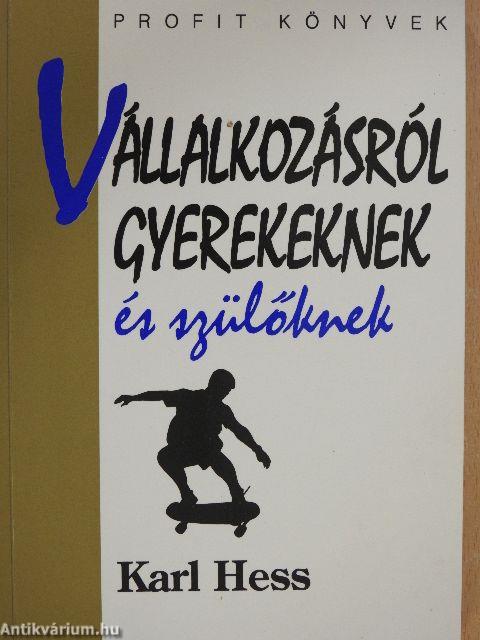 PROFIT KÖNYVEK
VÁLLALKOZÁSRÓL
GYEREKEKNEK
és szülőknek
Karl Hess
Antikvárium.hu